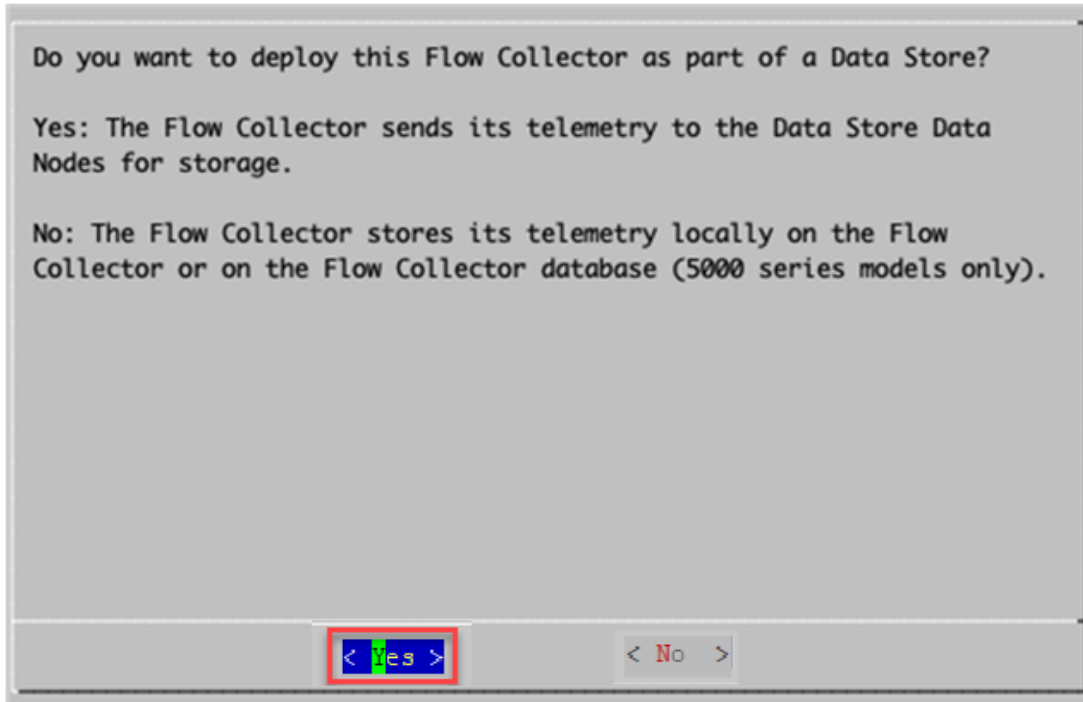 Do you want to deploy this Flow Collector as part of a Data Store?
Yes: The Flow Collector sends its telemetry to the Data Store Data
Nodes for storage.
No: The Flow Collector stores its telemetry locally on the Flow
Collector or on the Flow Collector database (5000 series models only).
< Yes > < No >